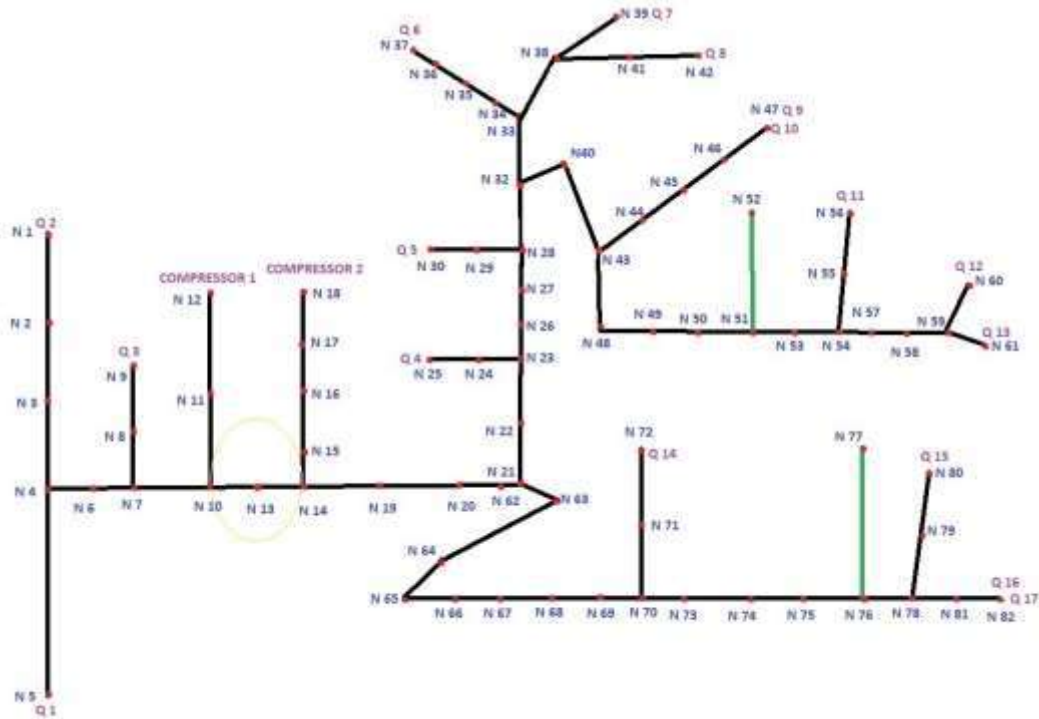 N 39 Q 7
Q 6
N 37
N 38
Q 8
N 36
N 41
N 42
N 35
N 34
N 33
N 47 Q 9
Q 10
N 46
N40
N 32
N 45
N 44
N 52
Q 11
N 56
Q 2
N 1
Q 5
N 28
N 30
N 29
N 43
N 55
Q 12
N 60
COMPRESSOR 1
COMPRESSOR 2
N 12
N 18
N 27
N 2
N 26
N 48
N 49
N 50
N 51
N 53
N 54
N 57
N 58
N 59
Q 13
N 61
N 17
Q 3
N 9
Q 4
N 23
N 25
N 24
N 3
N 11
N 16
N 8
N 22
N 15
N 72
Q 14
N 77
Q 15
N 80
N 21
N 4
N 6
N 7
N 10
N 13
N 14
N 19
N 20
N 62
N 63
N 71
N 79
N 64
N 65
N 66
N 67
N 68
N 69
N 70
N 73
N 74
N 75
N 76
N 78
N 81
Q 16
Q 17
N 82
N 5
Q 1